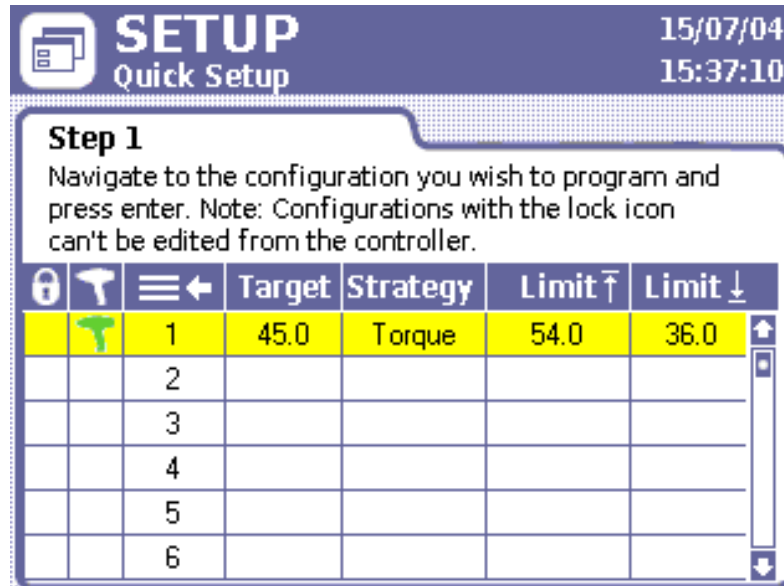 SETUP
15/07/04
Quick Setup
15:37:10
Step 1
Navigate to the configuration you wish to program and
press enter. Note: Configurations with the lock icon
can't be edited from the controller.
Target Strategy Limit Limit
1 45.0 Torque 54.0 36.0
2
3
4
5
6